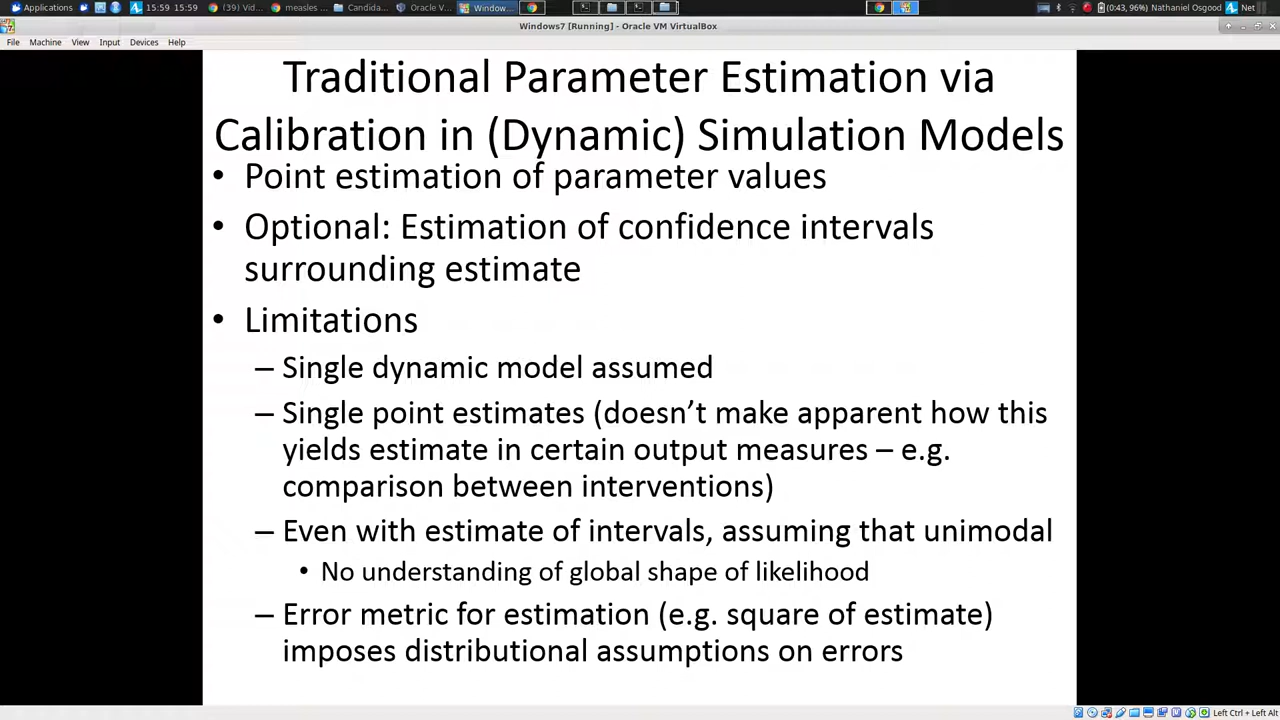 Applications 15:59 15:59 (39) Vi... measles ... Candida... Oracle V... Window... (0:43, 96%) Nathaniel Osgood Net
Windows7 [Running] - Oracle VM VirtualBox
File Machine View Input Devices Help
Traditional Parameter Estimation via
Calibration in (Dynamic) Simulation Models
• Point estimation of parameter values
• Optional: Estimation of confidence intervals
surrounding estimate
• Limitations
– Single dynamic model assumed
– Single point estimates (doesn't make apparent how this
yields estimate in certain output measures – e.g.
comparison between interventions)
– Even with estimate of intervals, assuming that unimodal
• No understanding of global shape of likelihood
– Error metric for estimation (e.g. square of estimate)
imposes distributional assumptions on errors
Left Ctrl + Left Alt